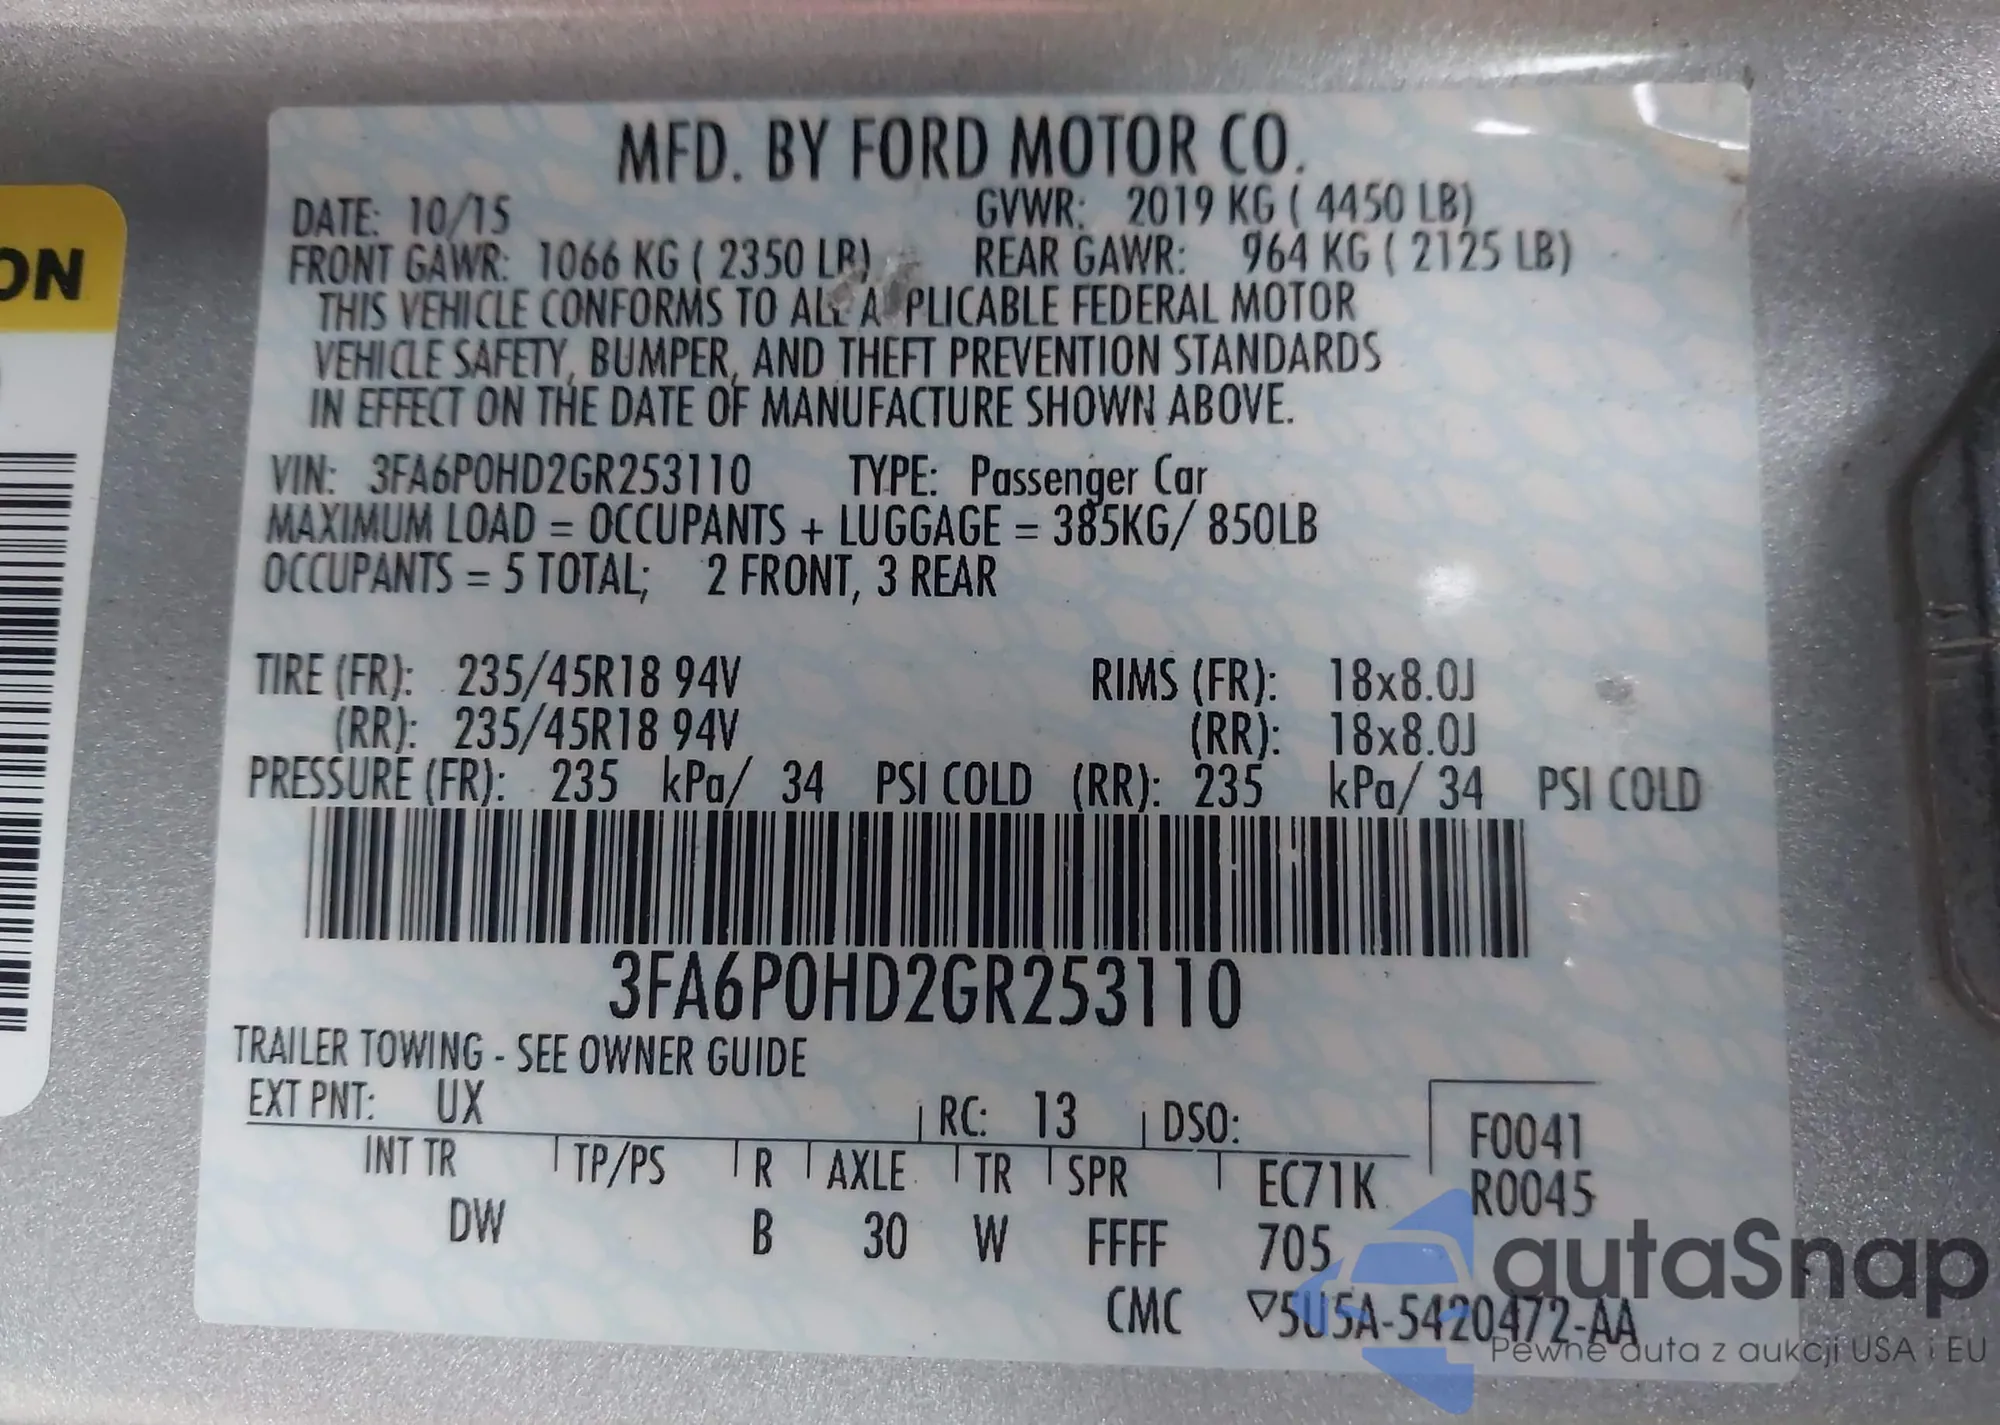 MFD. BY FORD MOTOR CO.
DATE: 10/15 GVWR: 2019 KG ( 4450 LB)
FRONT GAWR: 1066 KG ( 2350 LB) REAR GAWR: 964 KG ( 2125 LB)
THIS VEHICLE CONFORMS TO ALL APPLICABLE FEDERAL MOTOR
VEHICLE SAFETY, BUMPER, AND THEFT PREVENTION STANDARDS
IN EFFECT ON THE DATE OF MANUFACTURE SHOWN ABOVE.
VIN: 3FA6P0HD2GR253110 TYPE: Passenger Car
MAXIMUM LOAD = OCCUPANTS + LUGGAGE = 385KG/ 850LB
OCCUPANTS = 5 TOTAL; 2 FRONT, 3 REAR
TIRE (FR): 235/45R18 94V RIMS (FR): 18x8.0J
(RR): 235/45R18 94V (RR): 18x8.0J
PRESSURE (FR): 235 kPa/ 34 PSI COLD (RR): 235 kPa/ 34 PSI COLD
3FA6P0HD2GR253110
TRAILER TOWING - SEE OWNER GUIDE
EXT PNT: UX RC: 13 DSO: F0041
INT TR TP/PS R AXLE TR SPR EC71K R0045
DW B 30 W FFFF 705
CMC ▽5U5A-5420472-AA
ON
autaSnap
Pewne auta z aukcji USA i EU